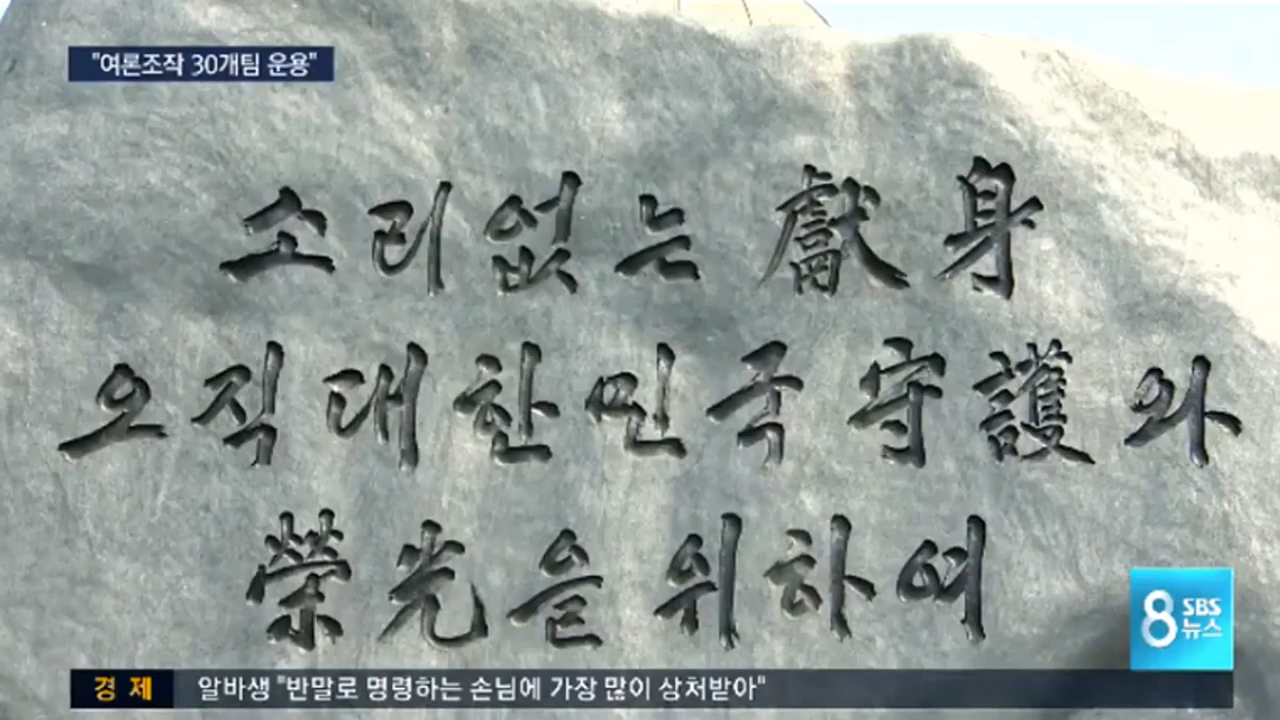 "여론조작 30개팀 운용"
소리없는 獻身
오직 대한민국 守護와
榮光을 위하여
8 SBS 뉴스
경제 알바생 "반말로 명령하는 손님에 가장 많이 상처받아"